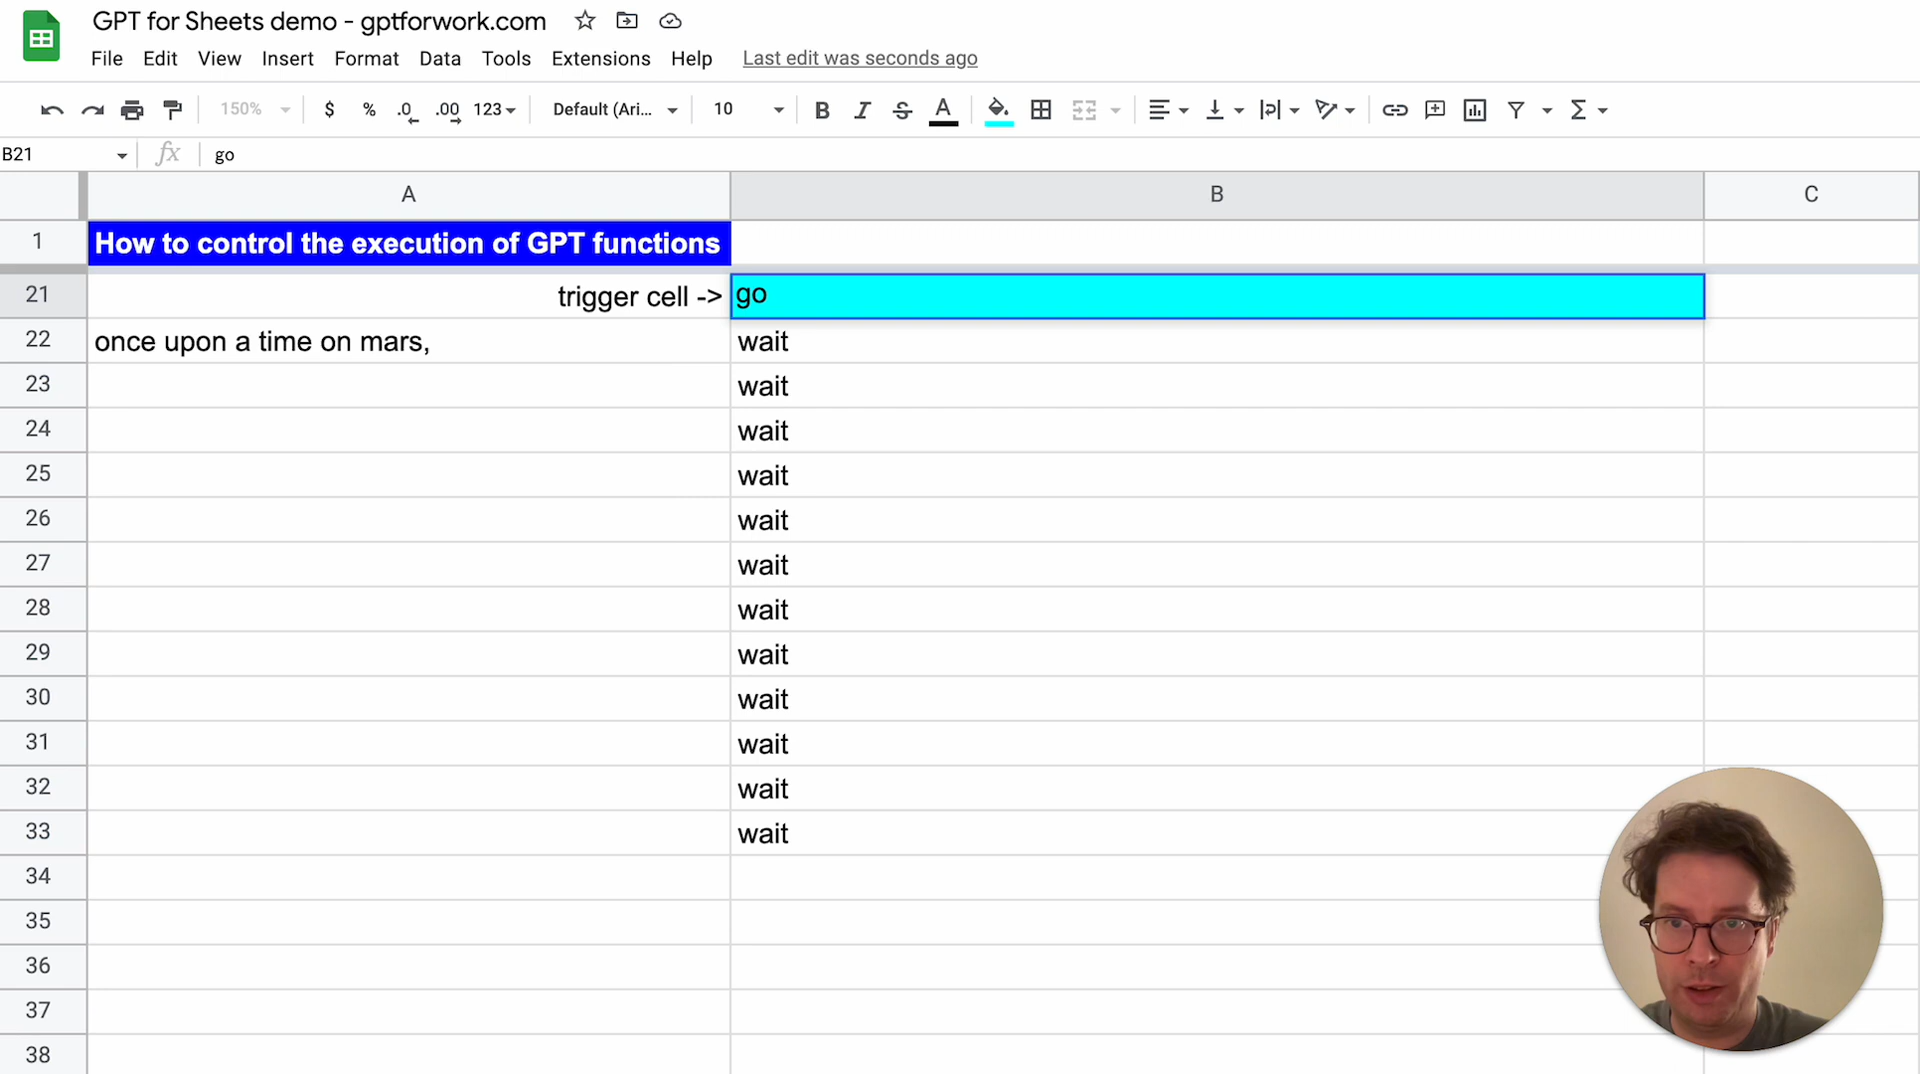 GPT for Sheets demo - gptforwork.com
File Edit View Insert Format Data Tools Extensions Help Last edit was seconds ago
150% $ % .0 .00 123 Default (Ari... 10 B I S A Σ
B21 fx go
A B C
1 How to control the execution of GPT functions
21 trigger cell -> go
22 once upon a time on mars, wait
23 wait
24 wait
25 wait
26 wait
27 wait
28 wait
29 wait
30 wait
31 wait
32 wait
33 wait
34
35
36
37
38